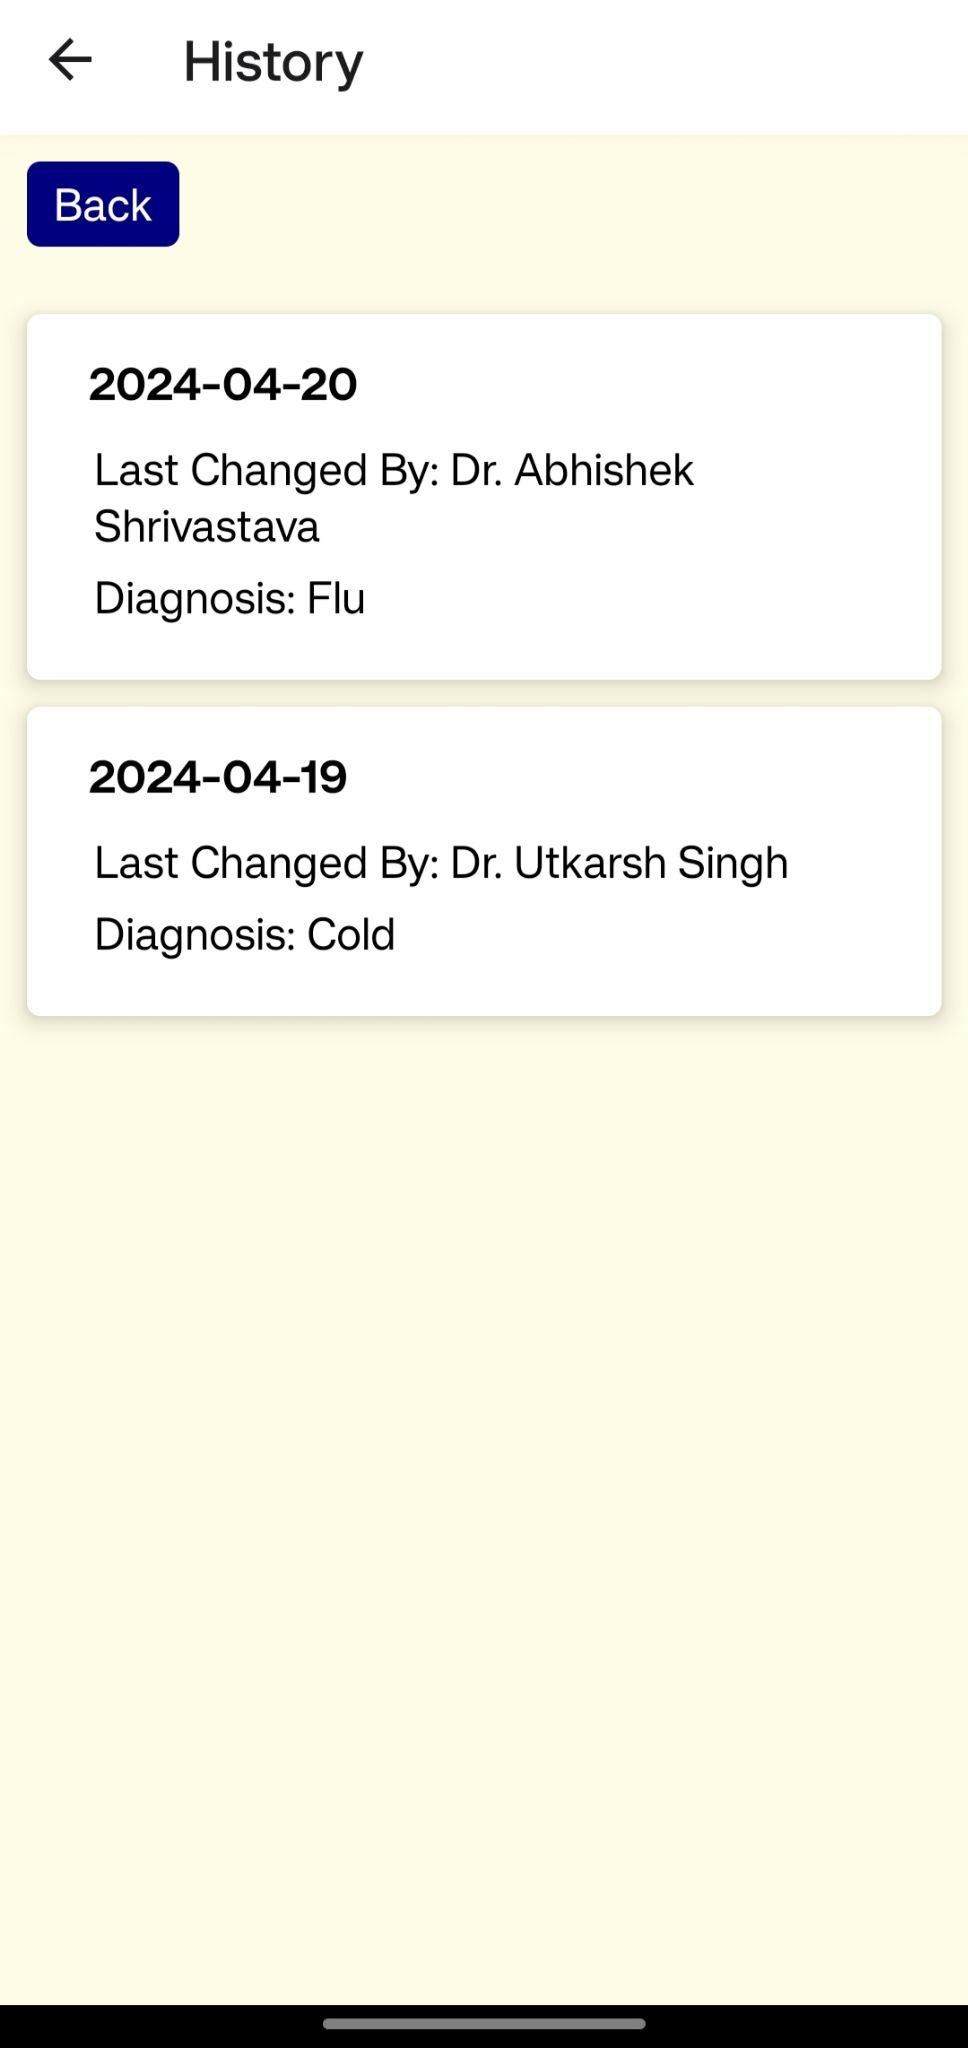 History
Back
2024-04-20
Last Changed By: Dr. Abhishek
Shrivastava
Diagnosis: Flu
2024-04-19
Last Changed By: Dr. Utkarsh Singh
Diagnosis: Cold